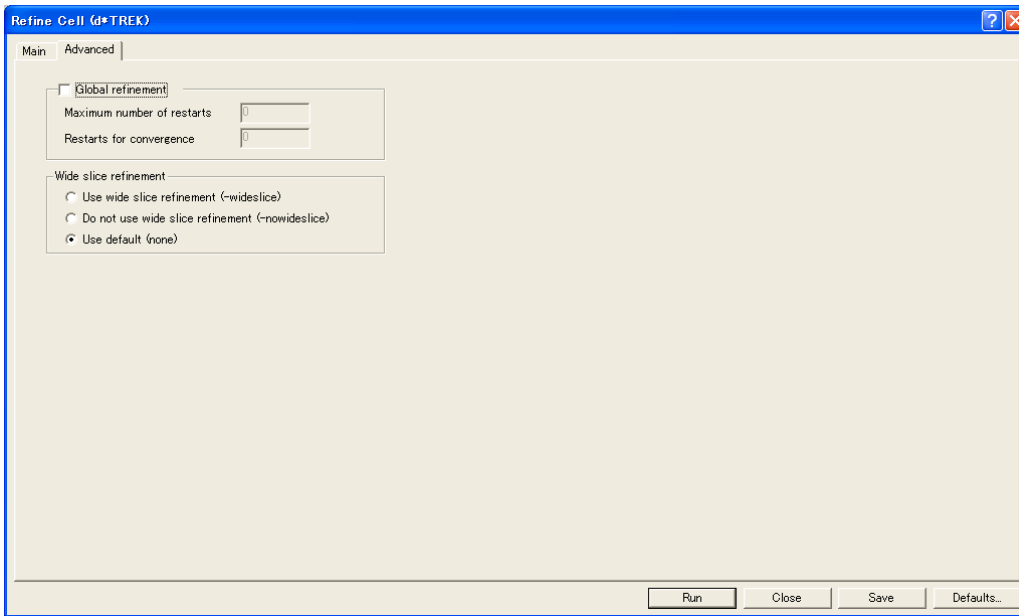 Refine Cell (d*TREK)
Main
Advanced
Global refinement
Maximum number of restarts
0
Restarts for convergence
0
Wide slice refinement
Use wide slice refinement (-wideslice)
Do not use wide slice refinement (-nowideslice)
Use default (none)
Run
Close
Save
Defaults...